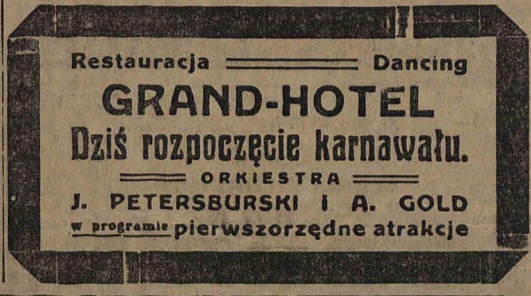 Restauracja Dancing
GRAND-HOTEL
Dziś rozpoczęcie karnawału.
ORKIESTRA
J. PETERSBURSKI i A. GOLD
w programie pierwszorzędne atrakcje